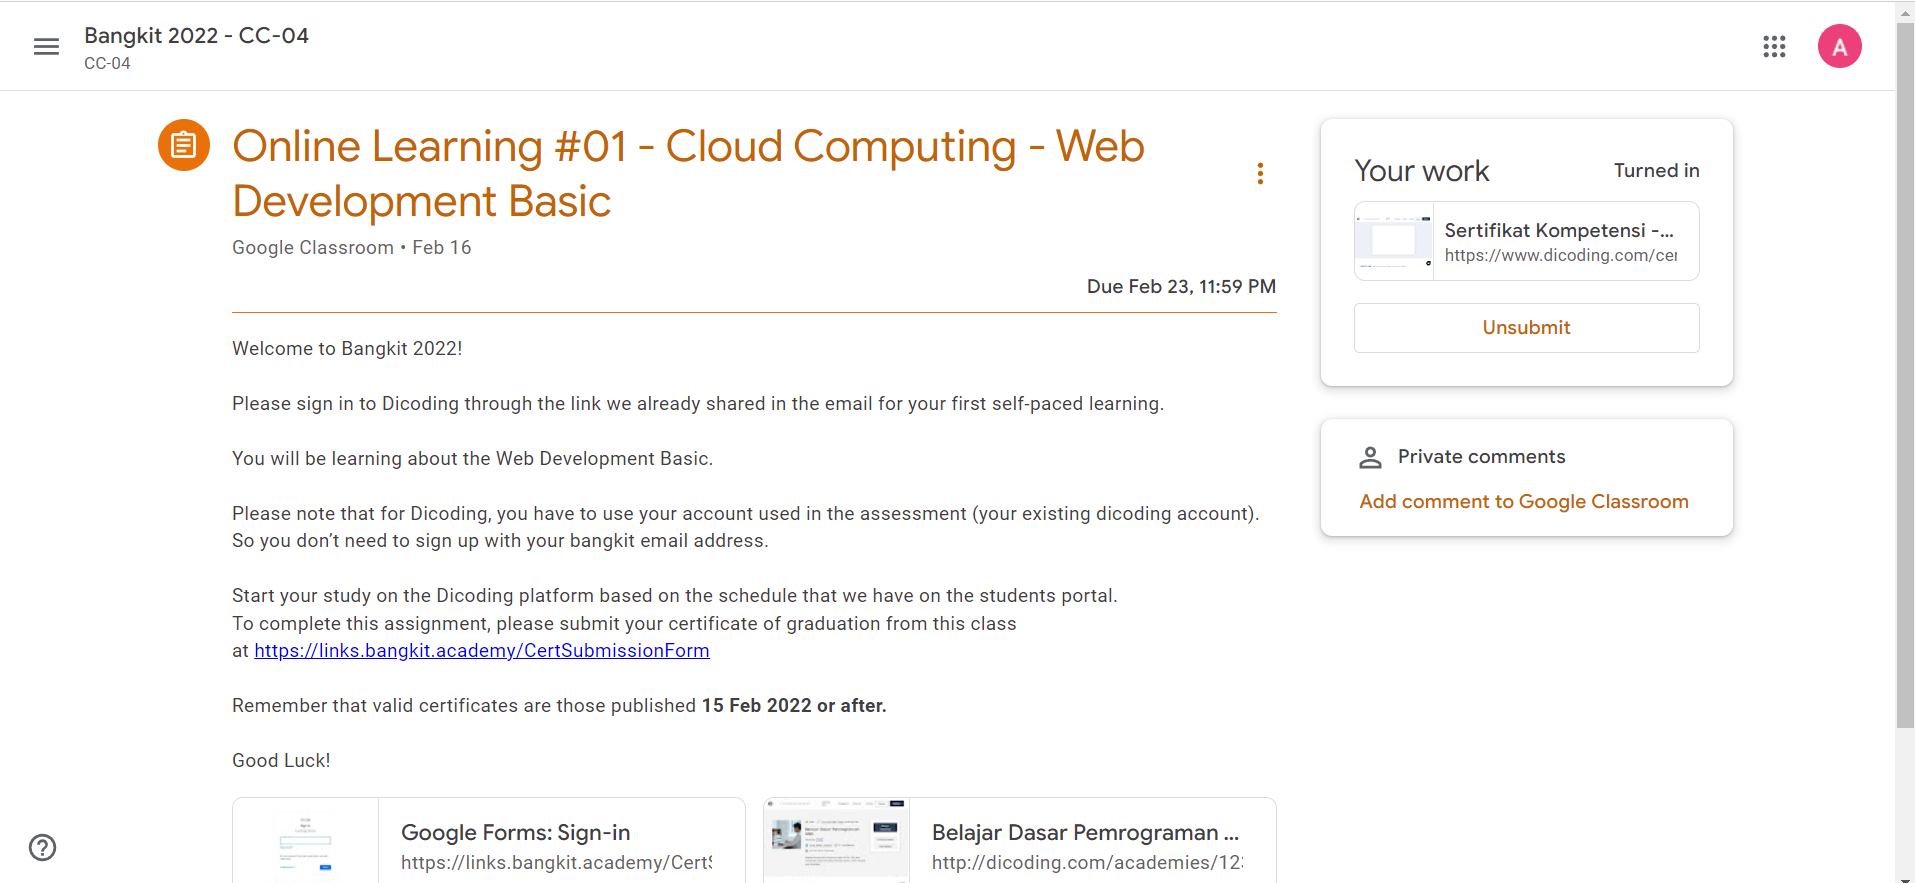 Bangkit 2022 - CC-04
CC-04
A
Online Learning #01 - Cloud Computing - Web
Development Basic
Google Classroom • Feb 16
Due Feb 23, 11:59 PM
Welcome to Bangkit 2022!
Please sign in to Dicoding through the link we already shared in the email for your first self-paced learning.
You will be learning about the Web Development Basic.
Please note that for Dicoding, you have to use your account used in the assessment (your existing dicoding account).
So you don’t need to sign up with your bangkit email address.
Start your study on the Dicoding platform based on the schedule that we have on the students portal.
To complete this assignment, please submit your certificate of graduation from this class
at https://links.bangkit.academy/CertSubmissionForm
Remember that valid certificates are those published 15 Feb 2022 or after.
Good Luck!
Google Forms: Sign-in
https://links.bangkit.academy/CertS
Belajar Dasar Pemrograman ...
http://dicoding.com/academies/12
Your work
Turned in
Sertifikat Kompetensi -...
https://www.dicoding.com/cer
Unsubmit
Private comments
Add comment to Google Classroom